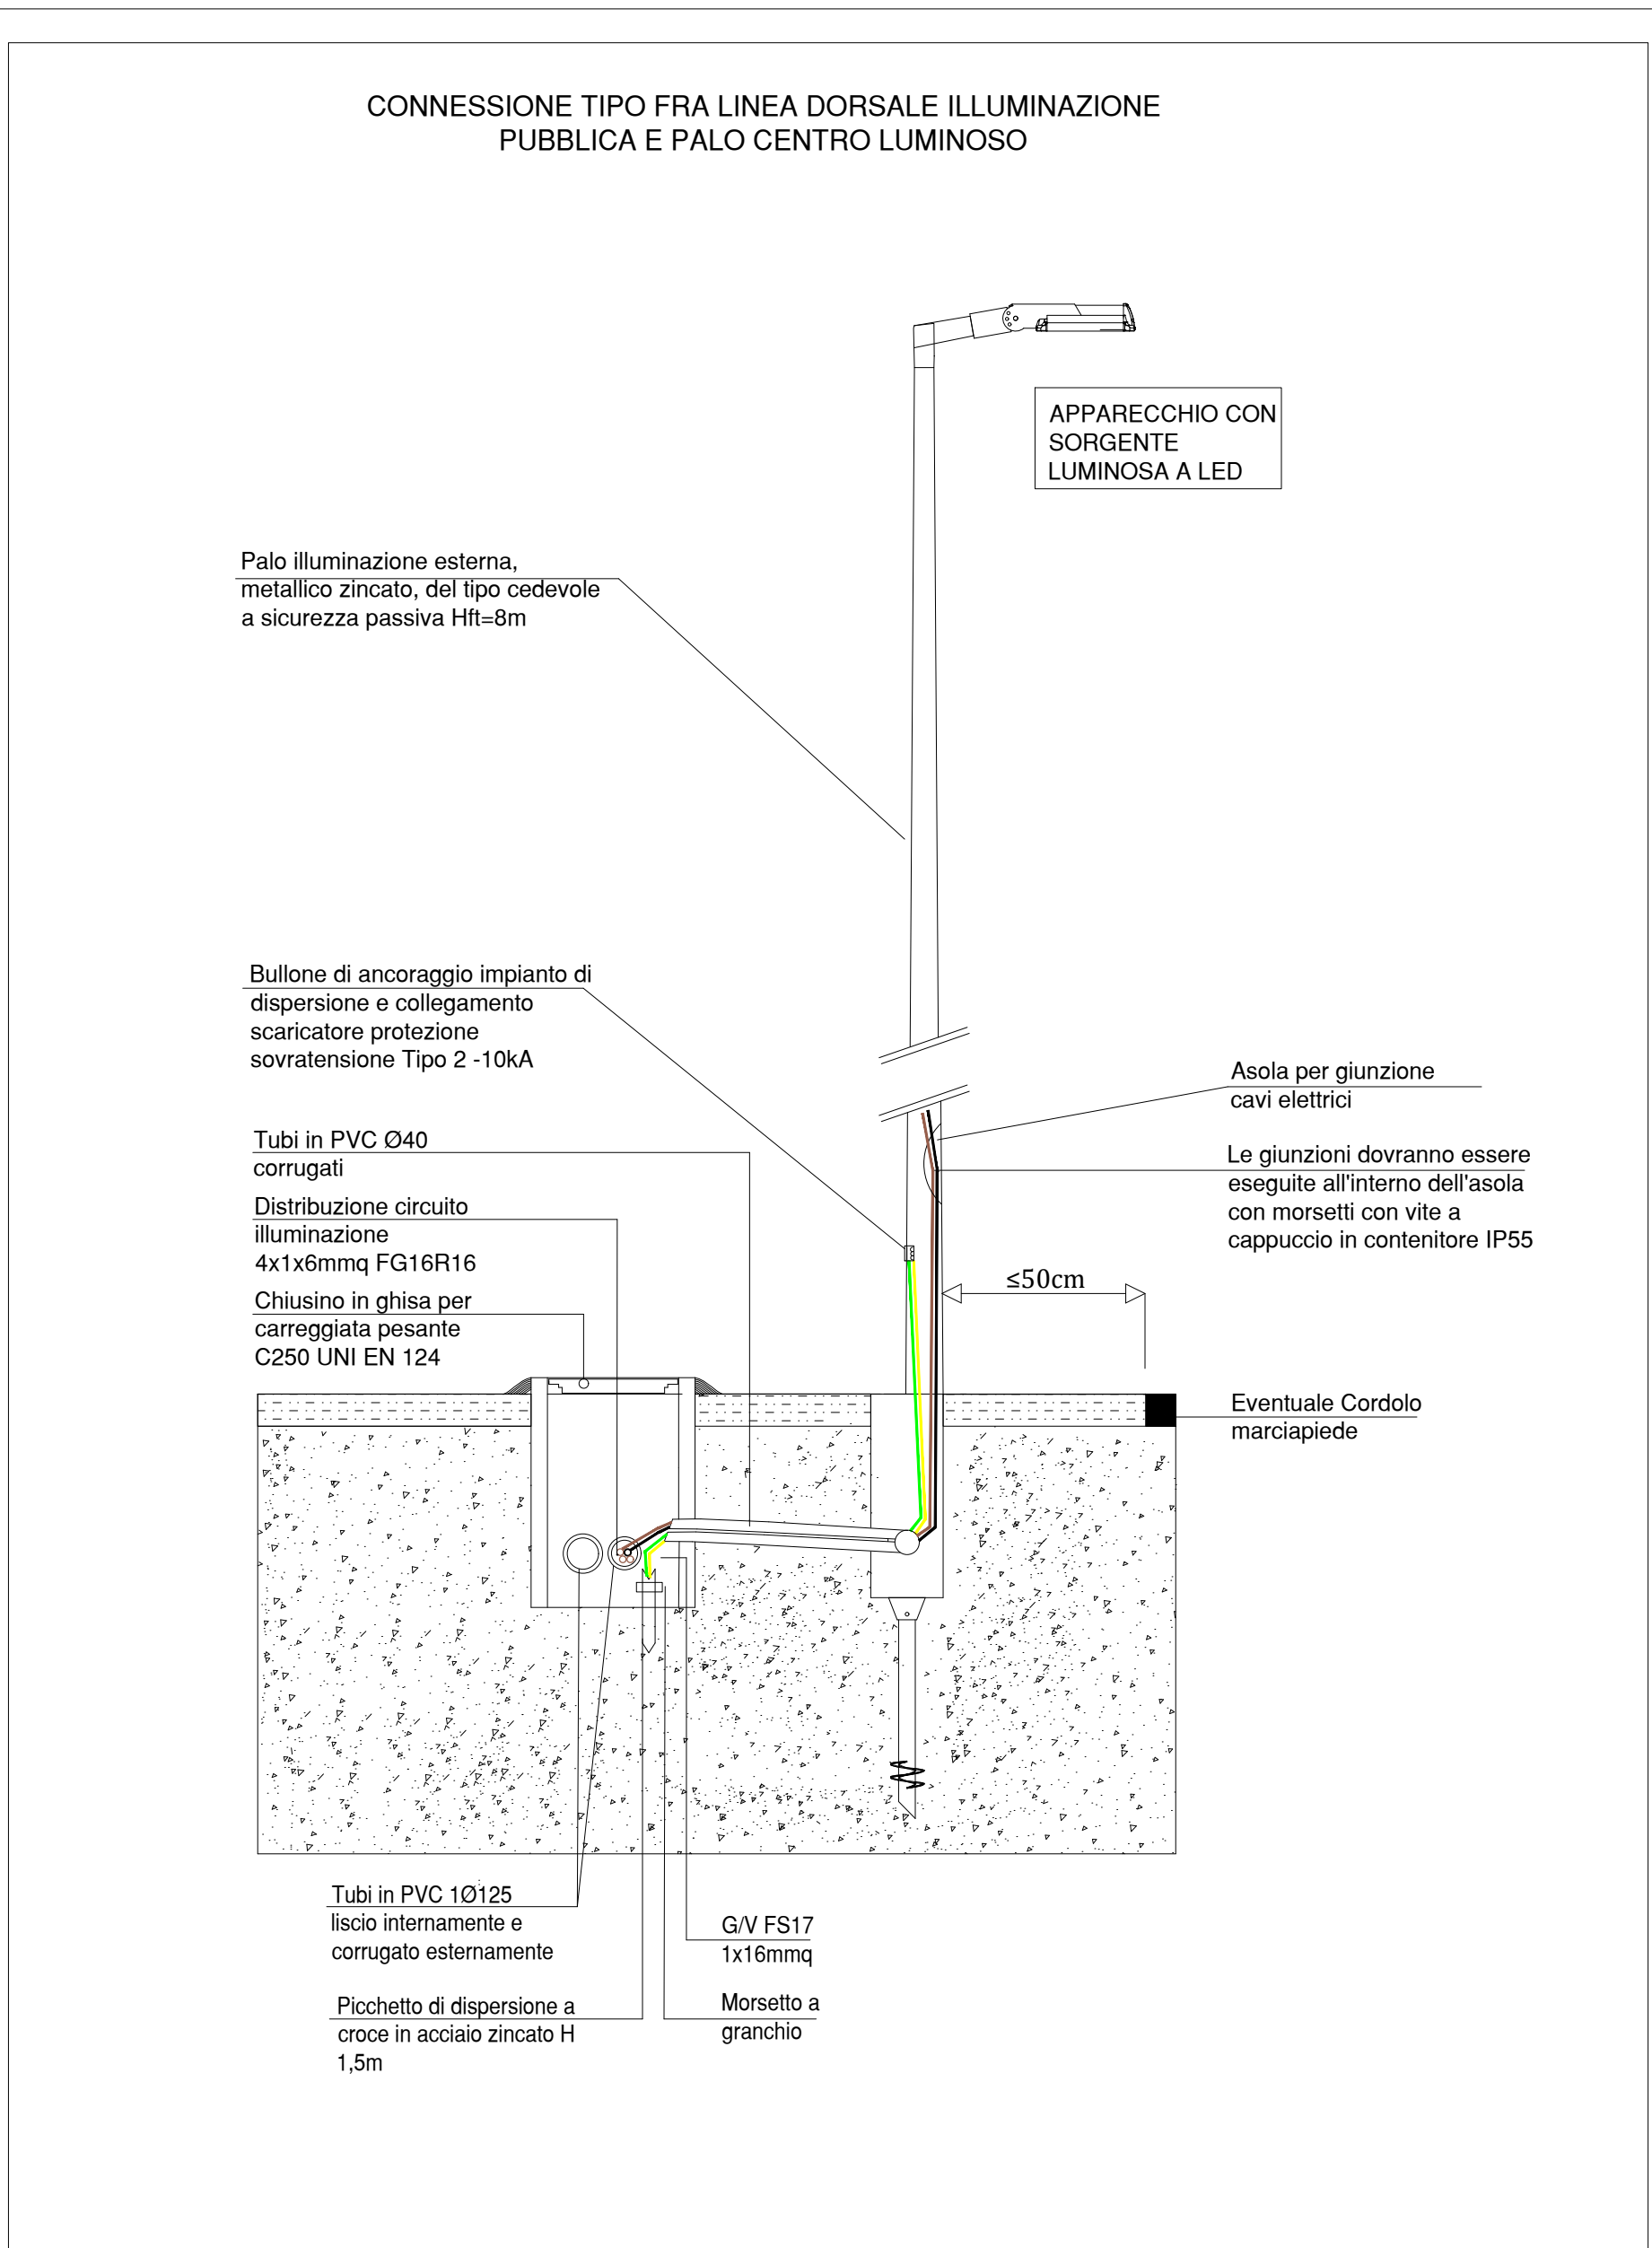 CONNESSIONE TIPO FRA LINEA DORSALE ILLUMINAZIONE
PUBBLICA E PALO CENTRO LUMINOSO
APPARECCHIO CON
SORGENTE
LUMINOSA A LED
Palo illuminazione esterna,
metallico zincato, del tipo cedevole
a sicurezza passiva Hft=8m
Bullone di ancoraggio impianto di
dispersione e collegamento
scaricatore protezione
sovratensione Tipo 2 -10kA
Asola per giunzione
cavi elettrici
Tubi in PVC Ø40
corrugati
Le giunzioni dovranno essere
eseguite all'interno dell'asola
con morsetti con vite a
cappuccio in contenitore IP55
Distribuzione circuito
illuminazione
4x1x6mmq FG16R16
≤50cm
Chiusino in ghisa per
carreggiata pesante
C250 UNI EN 124
Eventuale Cordolo
marciapiede
Tubi in PVC 1Ø125
liscio internamente e
corrugato esternamente
G/V FS17
1x16mmq
Picchetto di dispersione a
croce in acciaio zincato H
1,5m
Morsetto a
granchio